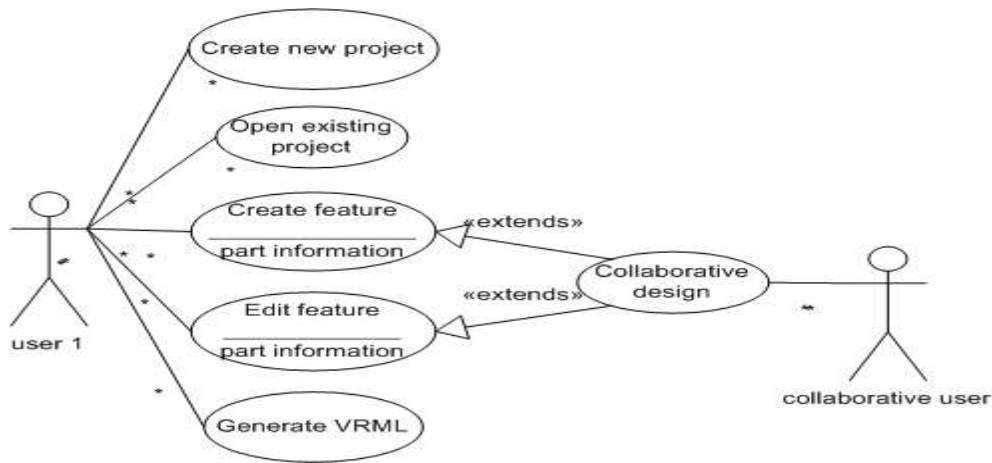 Create new project
*
Open existing
project
*
*
*
Create feature
part information
«extends»
*
*
*
user 1
Collaborative
design
«extends»
*
Edit feature
part information
**
collaborative user
*
Generate VRML